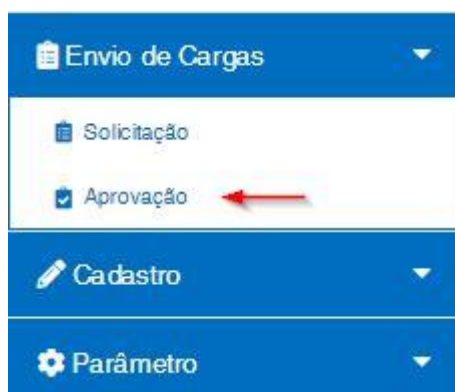 Envio de Cargas
Solicitação
Aprovação
Cadastro
Parâmetro